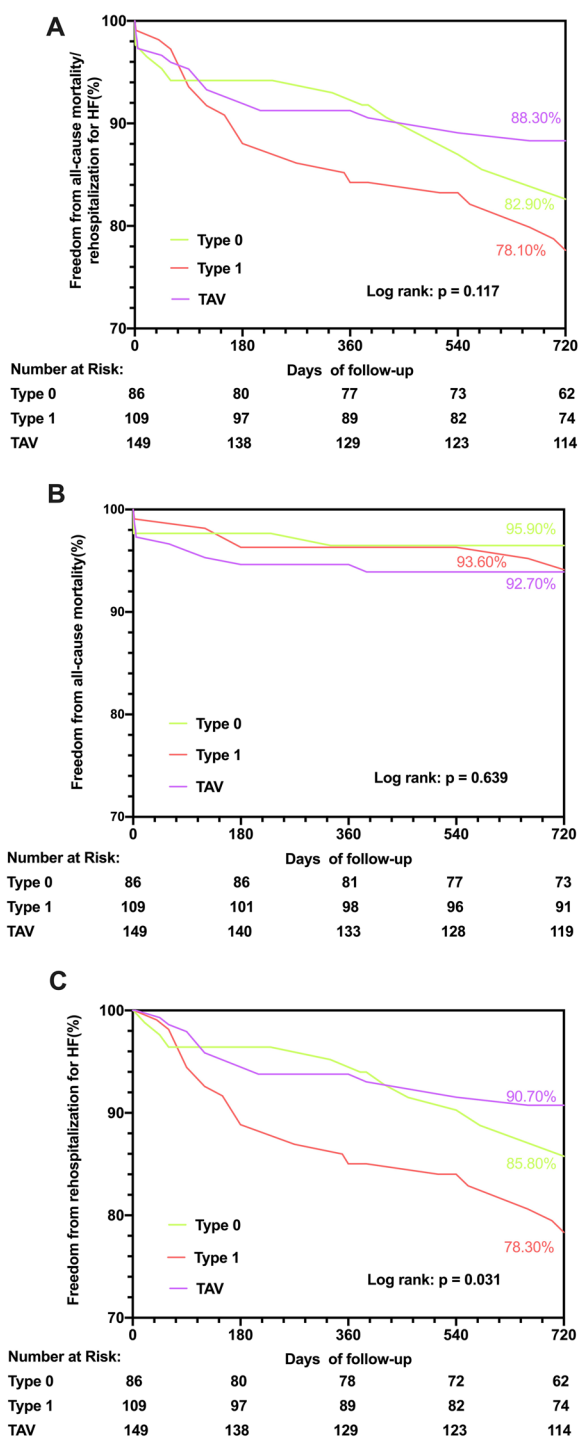 A
Freedom from all-cause mortality/
rehospitalization for HF(%)
100
90
80
70
88.30%
82.90%
78.10%
Type 0
Type 1
TAV
Log rank: p = 0.117
0 180 360 540 720
Number at Risk: Days of follow-up
Type 0 86 80 77 73 62
Type 1 109 97 89 82 74
TAV 149 138 129 123 114
B
Freedom from all-cause mortality(%)
100
90
80
70
95.90%
93.60%
92.70%
Type 0
Type 1
TAV
Log rank: p = 0.639
0 180 360 540 720
Number at Risk: Days of follow-up
Type 0 86 86 81 77 73
Type 1 109 101 98 96 91
TAV 149 140 133 128 119
C
Freedom from rehospitalization for HF(%)
100
90
80
70
90.70%
85.80%
78.30%
Type 0
Type 1
TAV
Log rank: p = 0.031
0 180 360 540 720
Number at Risk: Days of follow-up
Type 0 86 80 78 72 62
Type 1 109 97 89 82 74
TAV 149 138 129 123 114